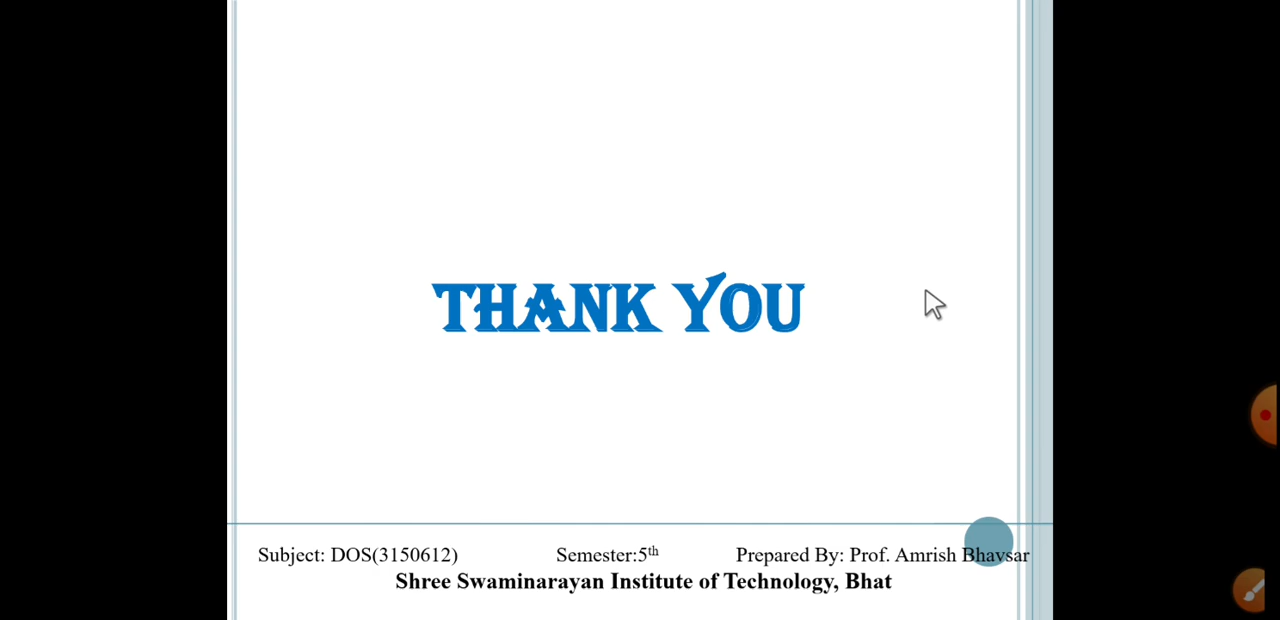 THANK YOU
Subject: DOS(3150612) Semester:5th Prepared By: Prof. Amrish Bhavsar
Shree Swaminarayan Institute of Technology, Bhat